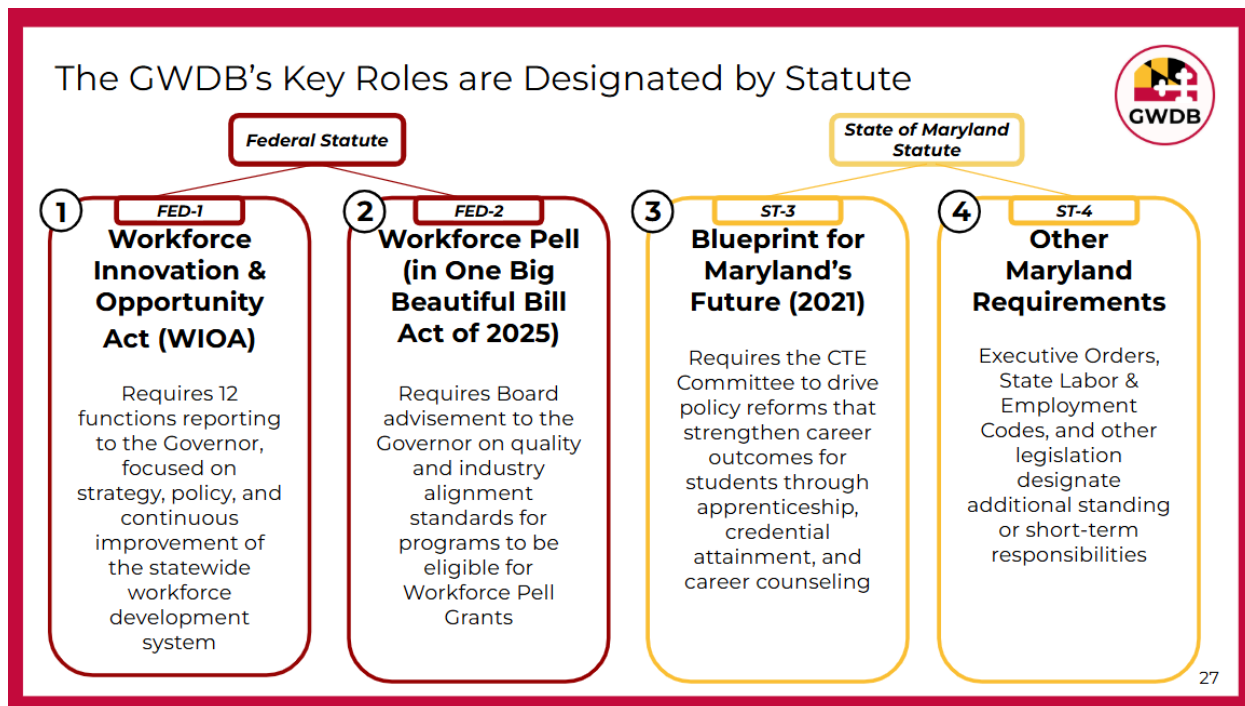 The GWDB's Key Roles are Designated by Statute
GWDB
Federal Statute
State of Maryland
Statute
1
FED-1
Workforce
Innovation &
Opportunity
Act (WIOA)
Requires 12
functions reporting
to the Governor,
focused on
strategy, policy, and
continuous
improvement of
the statewide
workforce
development
system
2
FED-2
Workforce Pell
(in One Big
Beautiful Bill
Act of 2025)
Requires Board
advisement to the
Governor on quality
and industry
alignment
standards for
programs to be
eligible for
Workforce Pell
Grants
3
ST-3
Blueprint for
Maryland's
Future (2021)
Requires the CTE
Committee to drive
policy reforms that
strengthen career
outcomes for
students through
apprenticeship,
credential
attainment, and
career counseling
4
ST-4
Other
Maryland
Requirements
Executive Orders,
State Labor &
Employment
Codes, and other
legislation
designate
additional standing
or short-term
responsibilities
27